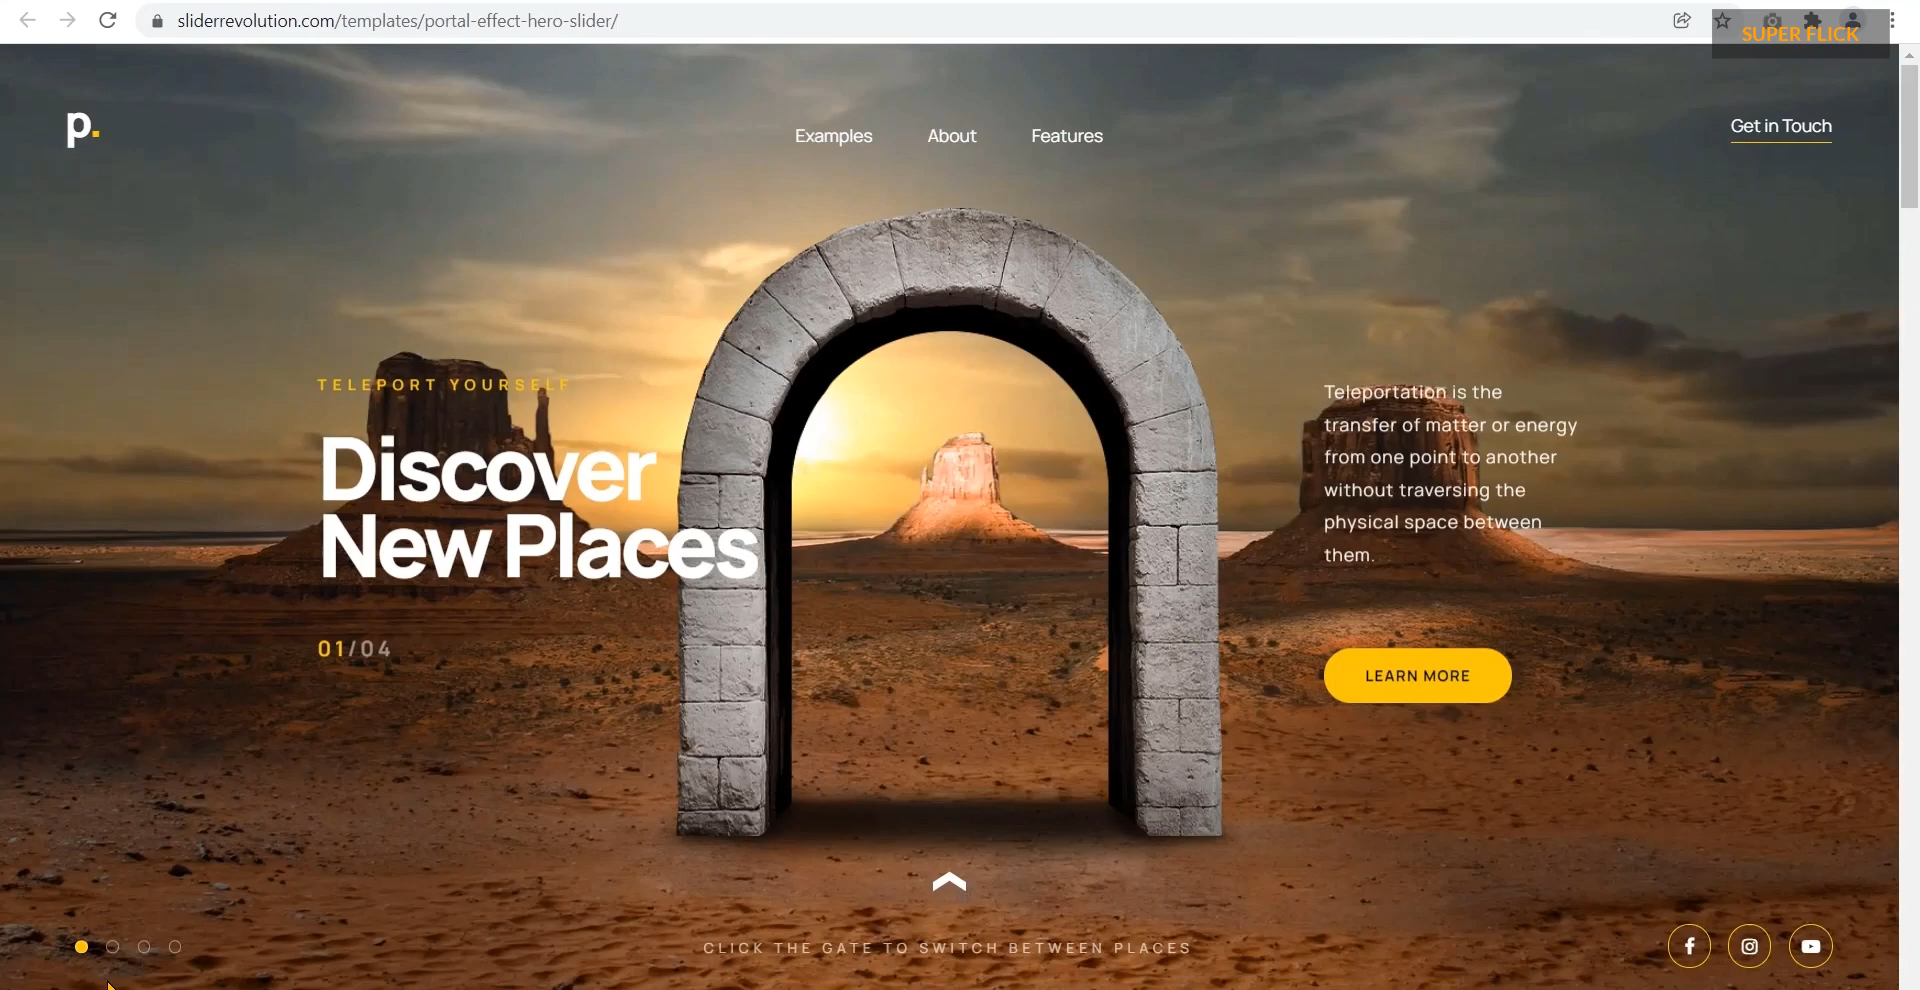 sliderrevolution.com/templates/portal-effect-hero-slider/
SUPER FLICK
p.
Examples
About
Features
Get in Touch
TELEPORT YOURSELF
Discover
New Places
01/04
Teleportation is the
transfer of matter or energy
from one point to another
without traversing the
physical space between
them.
LEARN MORE
CLICK THE GATE TO SWITCH BETWEEN PLACES